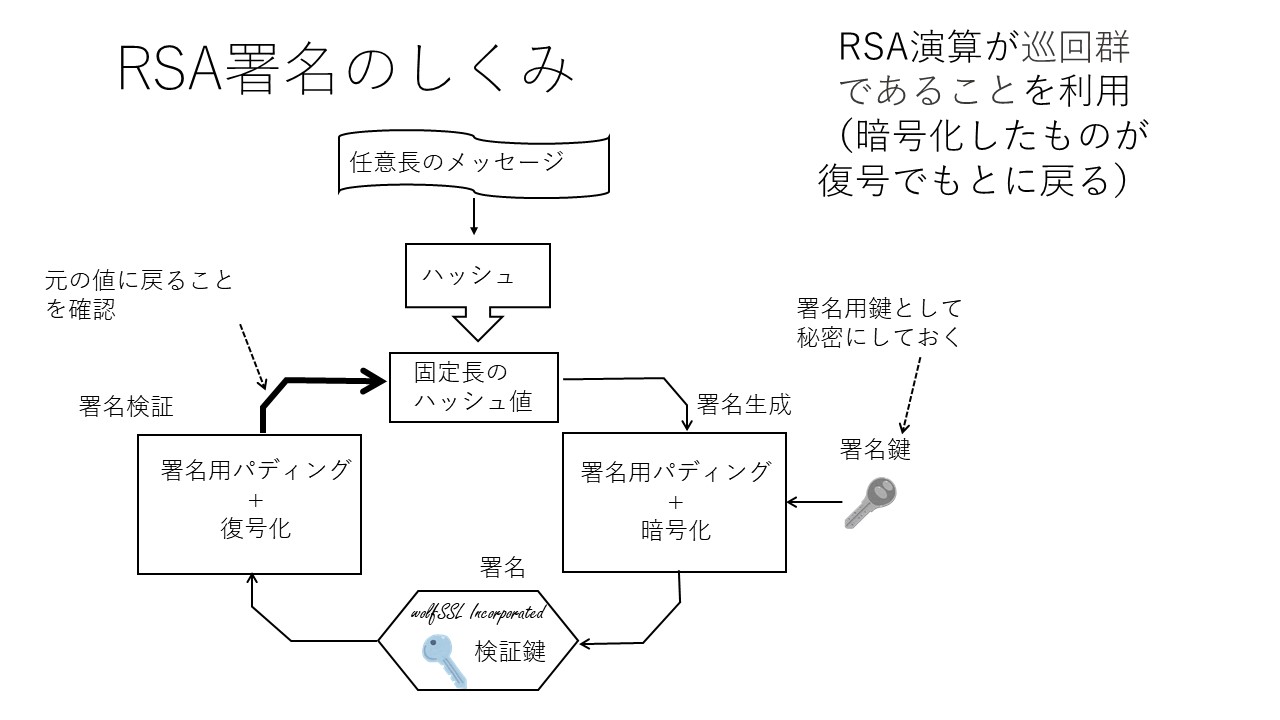 RSA署名のしくみ
RSA演算が巡回群
であることを利用
（暗号化したものが
復号でもとに戻る）
任意長のメッセージ
ハッシュ
元の値に戻ること
を確認
署名用鍵として
秘密にしておく
固定長の
ハッシュ値
署名検証
署名生成
署名鍵
署名用パディング
+
復号化
署名用パディング
+
暗号化
署名
wolfSSL Incorporated
検証鍵